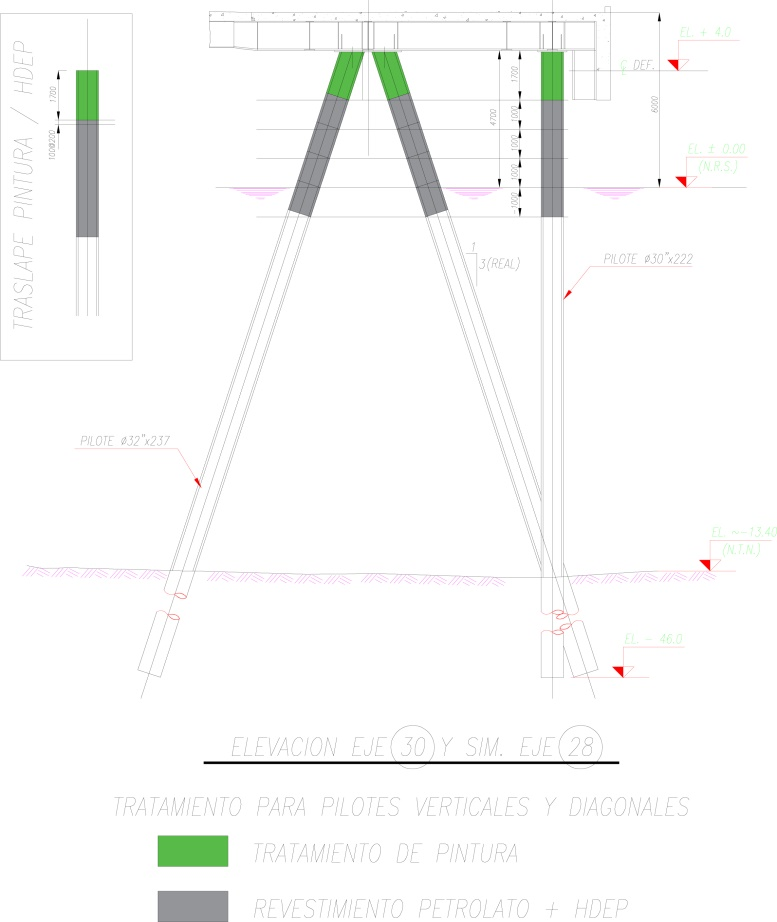 TRASLAPE PINTURA / HDEP
1700
EL. + 4.0
DEF.
1700
4700
6000
1000
1000
1000
-1000
EL. ± 0.00
(N.R.S.)
1
3(REAL)
PILOTE ø30"x222
PILOTE ø32"x237
EL. ~-13.40
(N.T.N.)
EL. - 46.0
ELEVACION EJE 30 Y SIM. EJE 28
TRATAMIENTO PARA PILOTES VERTICALES Y DIAGONALES
TRATAMIENTO DE PINTURA
REVESTIMIENTO PETROLATO + HDEP